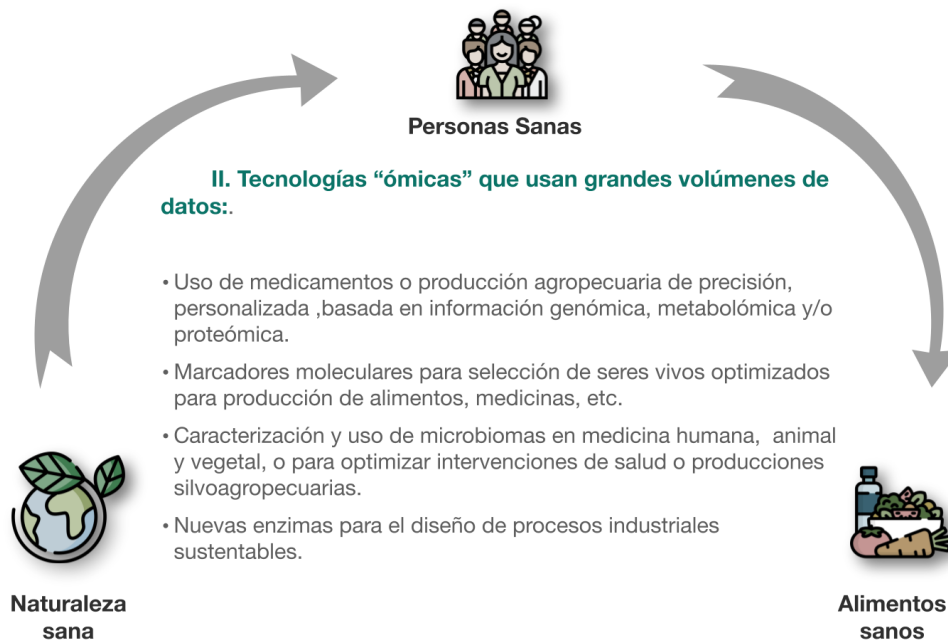 Personas Sanas
II. Tecnologías “ómicas” que usan grandes volúmenes de
datos:.
• Uso de medicamentos o producción agropecuaria de precisión,
personalizada ,basada en información genómica, metabolómica y/o
proteómica.
• Marcadores moleculares para selección de seres vivos optimizados
para producción de alimentos, medicinas, etc.
• Caracterización y uso de microbiomas en medicina humana, animal
y vegetal, o para optimizar intervenciones de salud o producciones
silvoagropecuarias.
• Nuevas enzimas para el diseño de procesos industriales
sustentables.
Naturaleza
sana
Alimentos
sanos